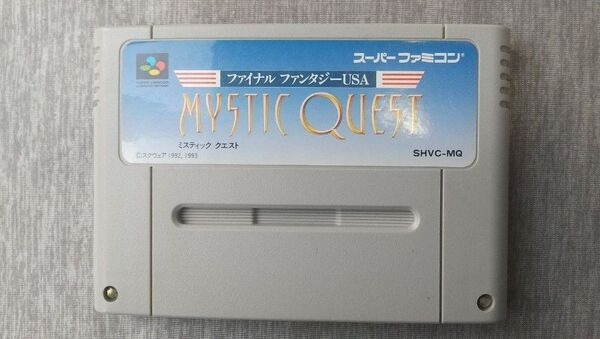 スーパー ファミコン
ファイナル ファンタジーUSA
MYSTIC QUEST
ミスティック クエスト
©スクウェア 1992, 1993
SHVC-MQ